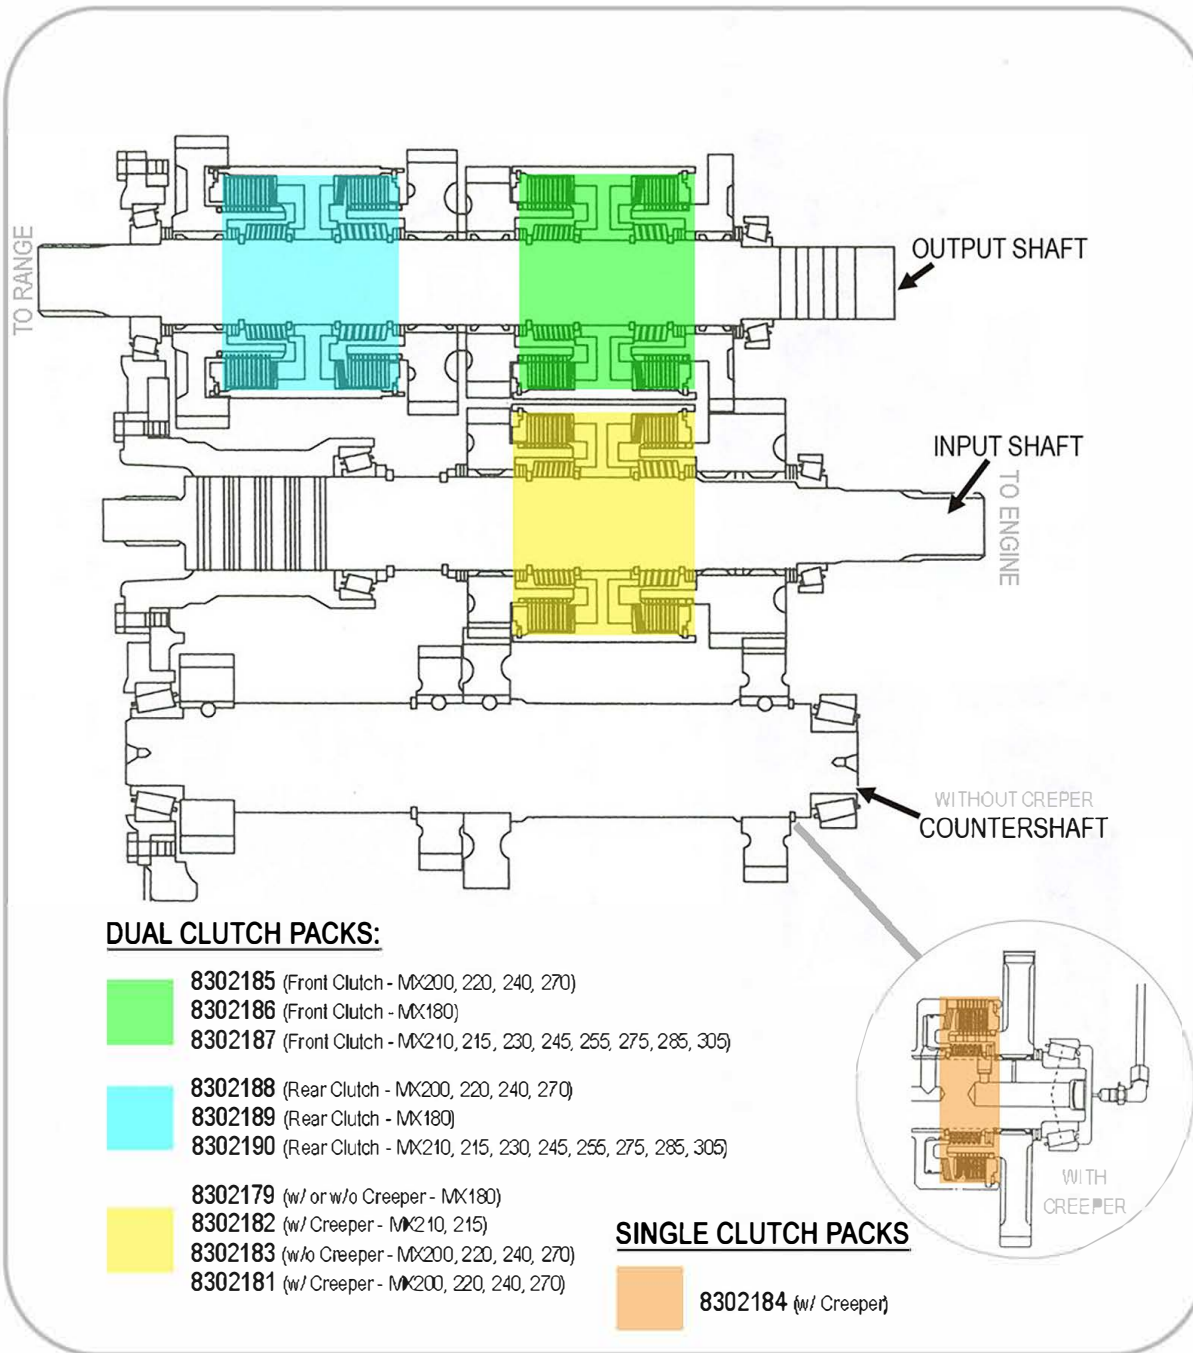 TO RANGE
OUTPUT SHAFT
INPUT SHAFT
TO ENGINE
WITHOUT CREPER
COUNTERSHAFT
DUAL CLUTCH PACKS:
8302185 (Front Clutch - MX200, 220, 240, 270)
8302186 (Front Clutch - MX180)
8302187 (Front Clutch - MX210, 215, 230, 245, 255, 275, 285, 305)
8302188 (Rear Clutch - MX200, 220, 240, 270)
8302189 (Rear Clutch - MX180)
8302190 (Rear Clutch - MX210, 215, 230, 245, 255, 275, 285, 305)
8302179 (w/ or w/o Creeper - MX180)
8302182 (w/ Creeper - MX210, 215)
8302183 (w/o Creeper - MX200, 220, 240, 270)
8302181 (w/ Creeper - MX200, 220, 240, 270)
WITH
CREEPER
SINGLE CLUTCH PACKS
8302184 (w/ Creeper)